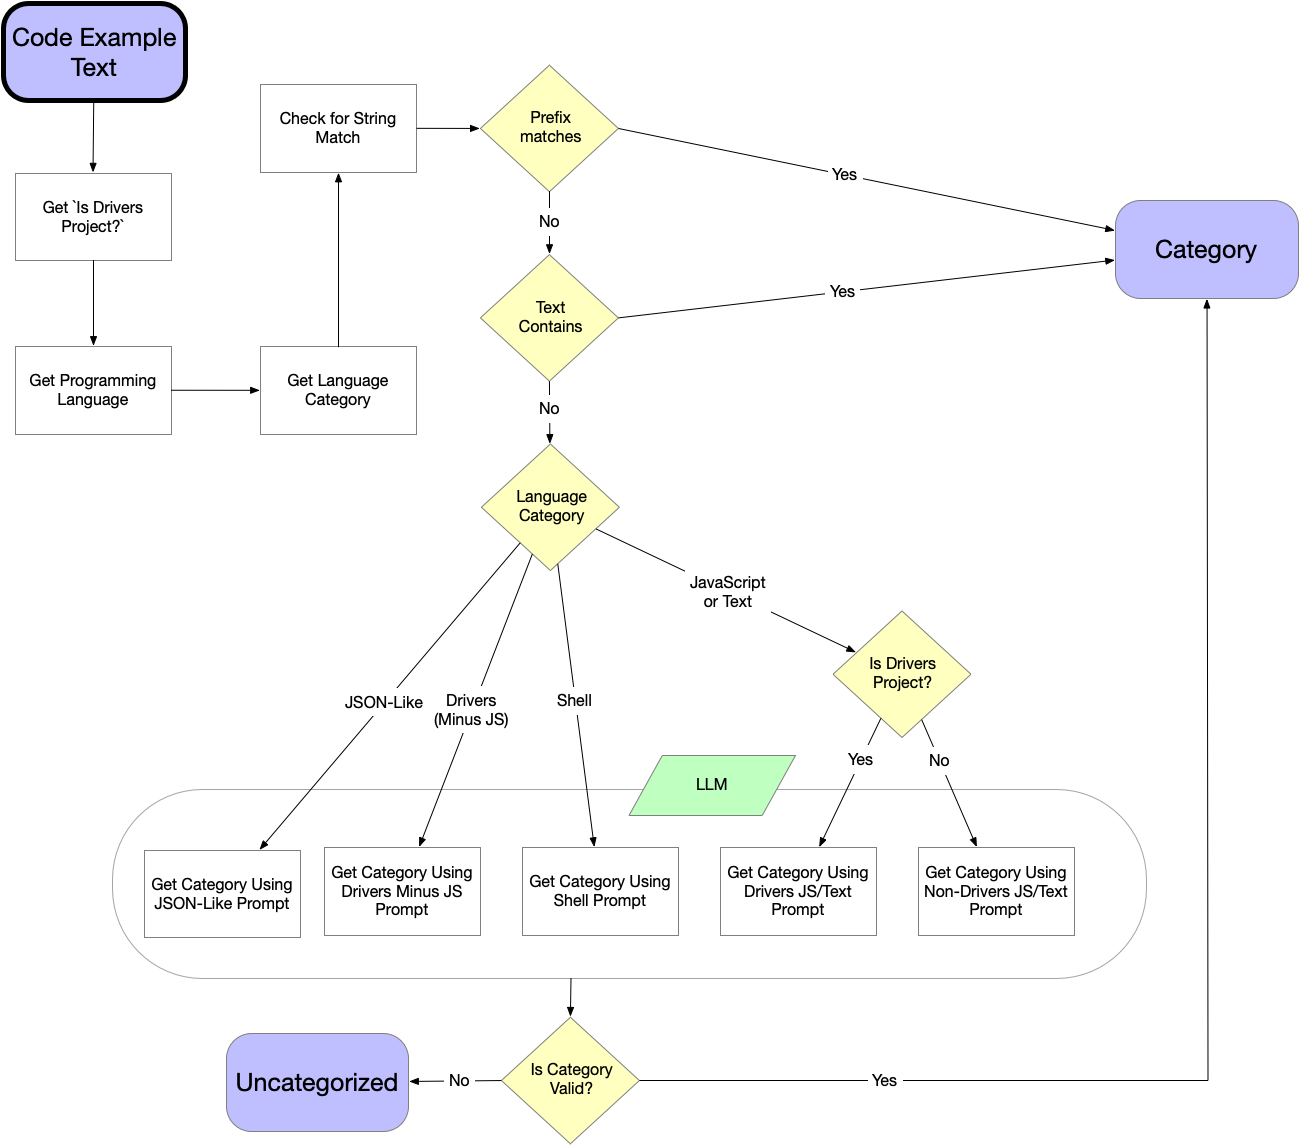 Code Example
Text
Get `Is Drivers
Project?`
Get Programming
Language
Get Language
Category
Check for String
Match
Prefix
matches
Yes
No
Text
Contains
Yes
No
Category
Language
Category
JavaScript
or Text
JSON-Like
Drivers
(Minus JS)
Shell
Is Drivers
Project?
Yes
No
LLM
Get Category Using
JSON-Like Prompt
Get Category Using
Drivers Minus JS
Prompt
Get Category Using
Shell Prompt
Get Category Using
Drivers JS/Text
Prompt
Get Category Using
Non-Drivers JS/Text
Prompt
Is Category
Valid?
No
Yes
Uncategorized